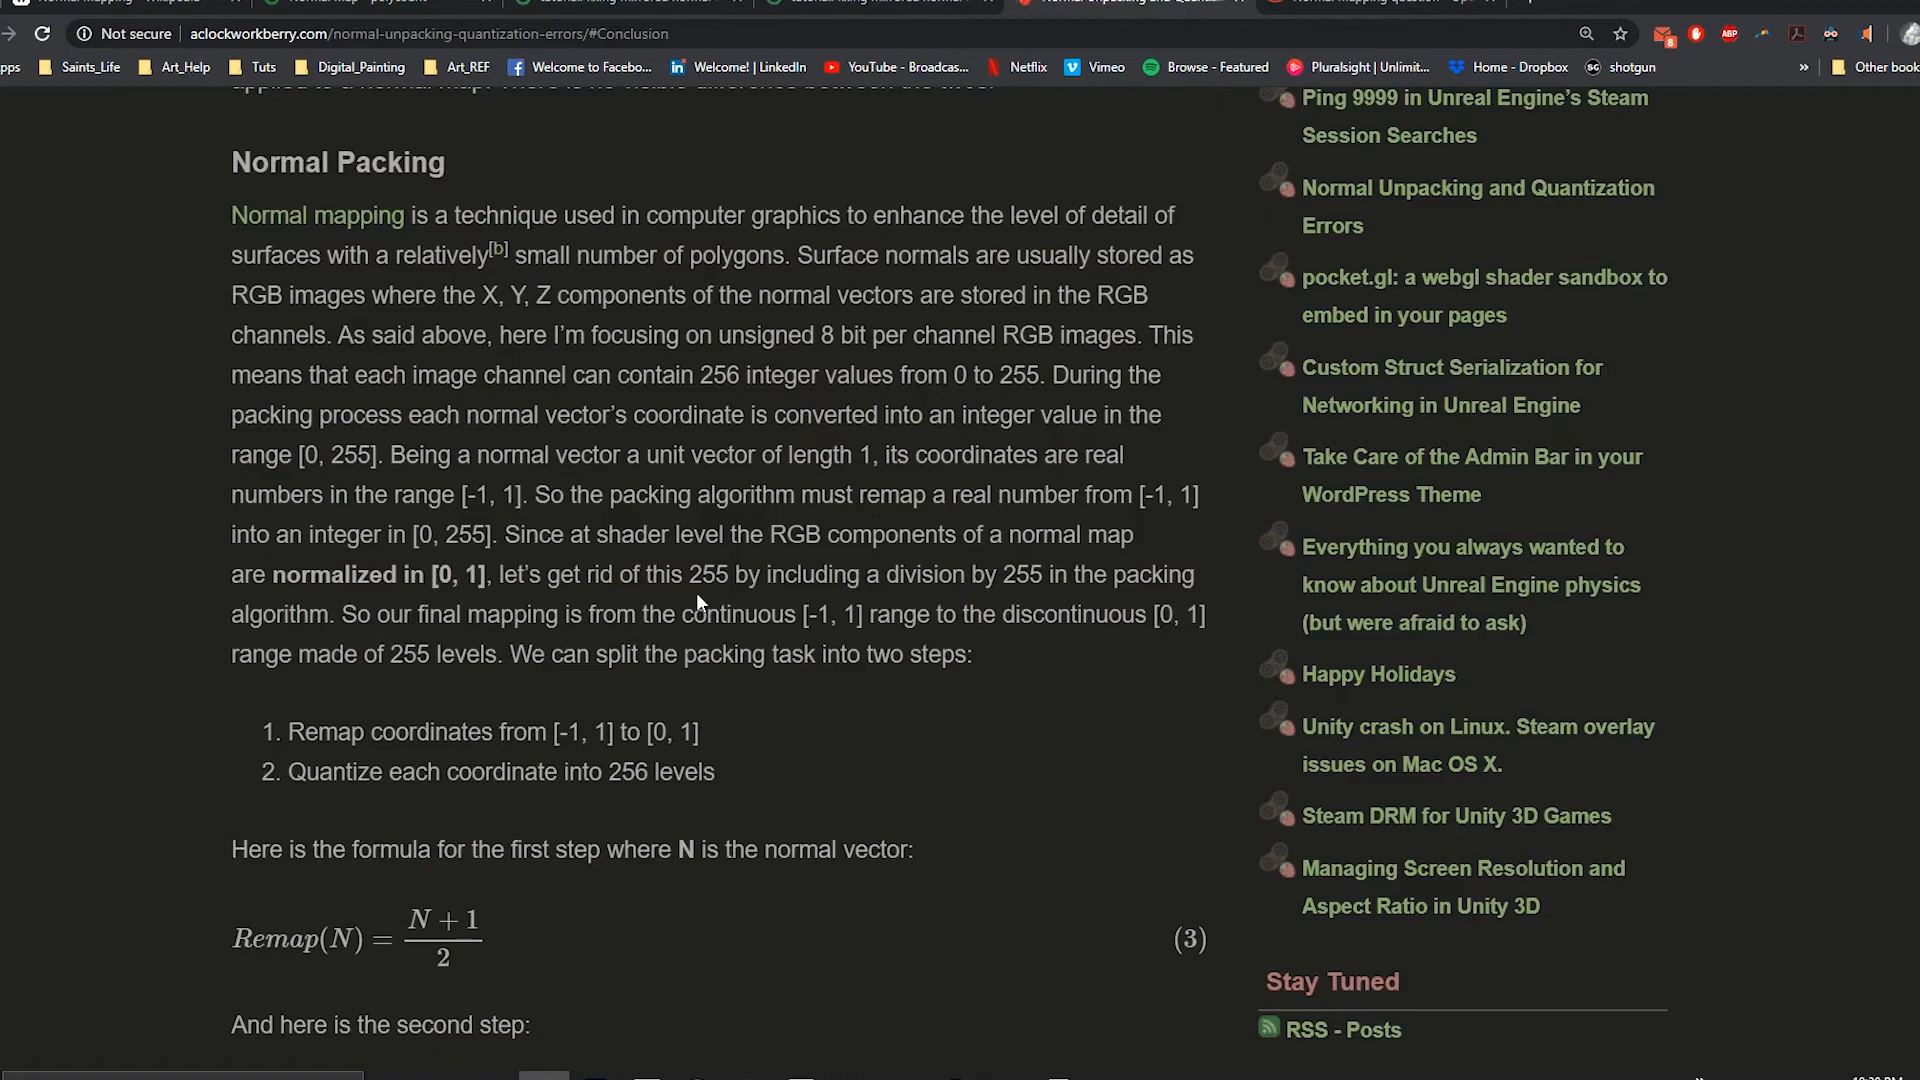 Not secure | aclockworkberry.com/normal-unpacking-quantization-errors/#Conclusion
8
ABP
pps Saints_Life Art_Help Tuts Digital_Painting Art_REF Welcome to Facebo... Welcome! | LinkedIn YouTube - Broadcas... Netflix Vimeo Browse - Featured Pluralsight | Unlimit... Home - Dropbox SG shotgun » Other book
Normal Packing
Normal mapping is a technique used in computer graphics to enhance the level of detail of
surfaces with a relatively[b] small number of polygons. Surface normals are usually stored as
RGB images where the X, Y, Z components of the normal vectors are stored in the RGB
channels. As said above, here I'm focusing on unsigned 8 bit per channel RGB images. This
means that each image channel can contain 256 integer values from 0 to 255. During the
packing process each normal vector's coordinate is converted into an integer value in the
range [0, 255]. Being a normal vector a unit vector of length 1, its coordinates are real
numbers in the range [-1, 1]. So the packing algorithm must remap a real number from [-1, 1]
into an integer in [0, 255]. Since at shader level the RGB components of a normal map
are normalized in [0, 1], let's get rid of this 255 by including a division by 255 in the packing
algorithm. So our final mapping is from the continuous [-1, 1] range to the discontinuous [0, 1]
range made of 255 levels. We can split the packing task into two steps:
1. Remap coordinates from [-1, 1] to [0, 1]
2. Quantize each coordinate into 256 levels
Here is the formula for the first step where N is the normal vector:
Remap(N) = N + 1 / 2 (3)
And here is the second step:
Ping 9999 in Unreal Engine's Steam
Session Searches
Normal Unpacking and Quantization
Errors
pocket.gl: a webgl shader sandbox to
embed in your pages
Custom Struct Serialization for
Networking in Unreal Engine
Take Care of the Admin Bar in your
WordPress Theme
Everything you always wanted to
know about Unreal Engine physics
(but were afraid to ask)
Happy Holidays
Unity crash on Linux. Steam overlay
issues on Mac OS X.
Steam DRM for Unity 3D Games
Managing Screen Resolution and
Aspect Ratio in Unity 3D
Stay Tuned
RSS - Posts